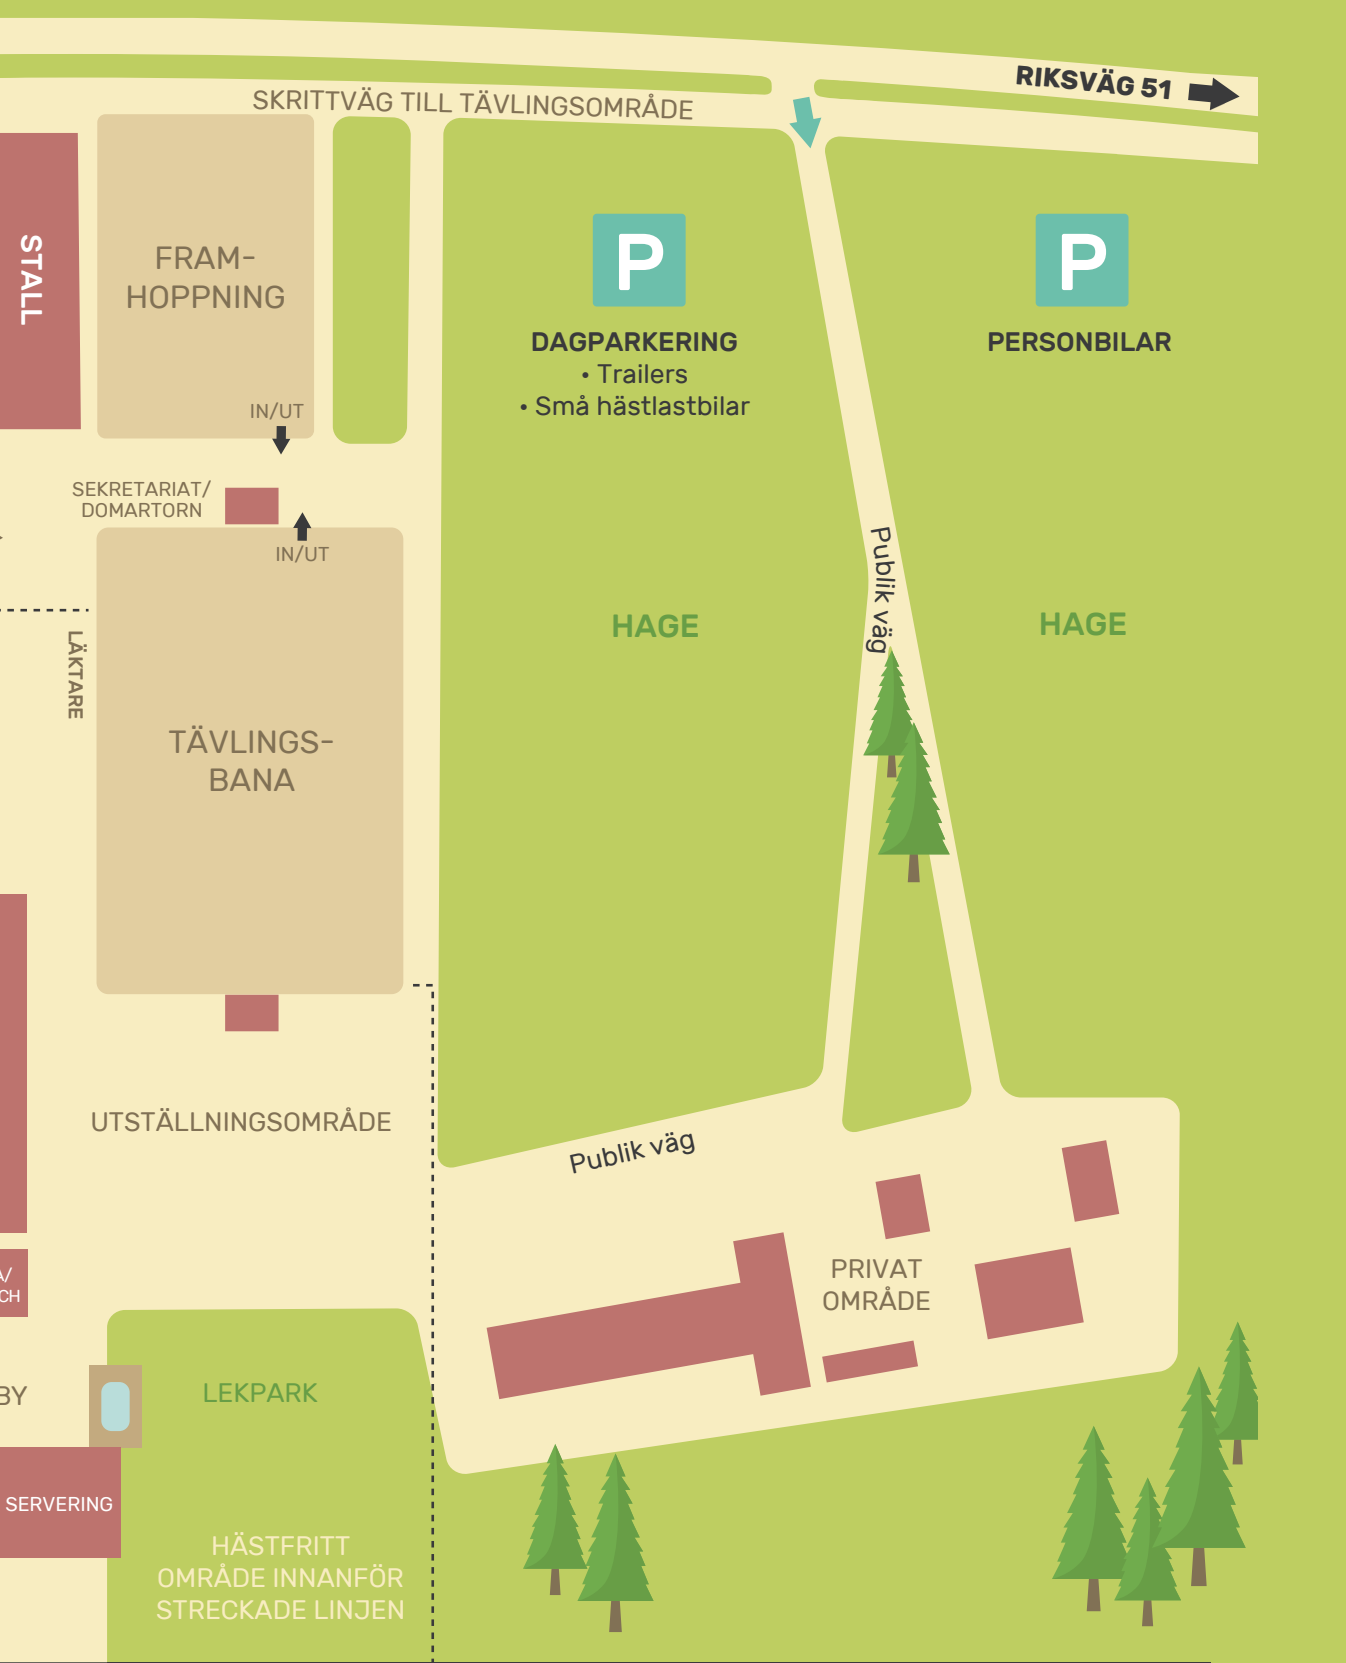 RIKSVÄG 51
SKRITTVÄG TILL TÄVLINGSOMRÅDE
STALL
FRAM-
HOPPNING
IN/UT
P
DAGPARKERING
• Trailers
• Små hästlastbilar
P
PERSONBILAR
SEKRETARIAT/
DOMARTORN
IN/UT
Publik väg
HAGE
HAGE
LÄKTARE
TÄVLINGS-
BANA
UTSTÄLLNINGSOMRÅDE
Publik väg
A/
CH
PRIVAT
OMRÅDE
BY
LEKPARK
SERVERING
HÄSTFRITT
OMRÅDE INNANFÖR
STRECKADE LINJEN